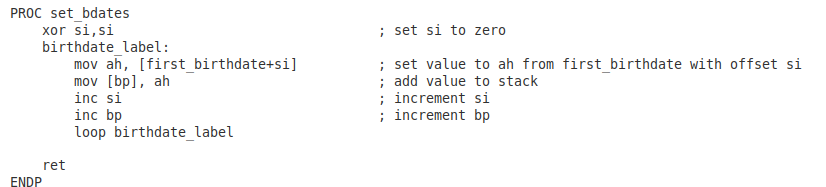 PROC set_bdates
    xor si,si                                 ; set si to zero
    birthdate_label:
        mov ah, [first_birthdate+si]          ; set value to ah from first_birthdate with offset si
        mov [bp], ah                          ; add value to stack
        inc si                                ; increment si
        inc bp                                ; increment bp
        loop birthdate_label

    ret
ENDP